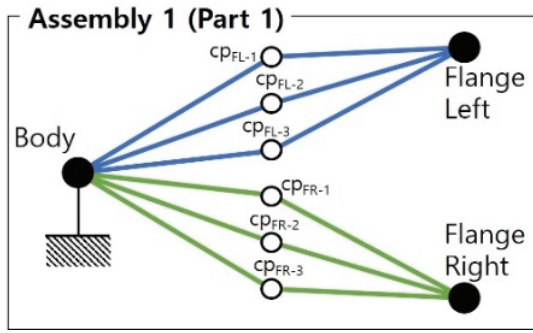 Assembly 1 (Part 1)
cpFL-1
cpFL-2
cpFL-3
Flange
Left
Body
cpFR-1
cpFR-2
cpFR-3
Flange
Right